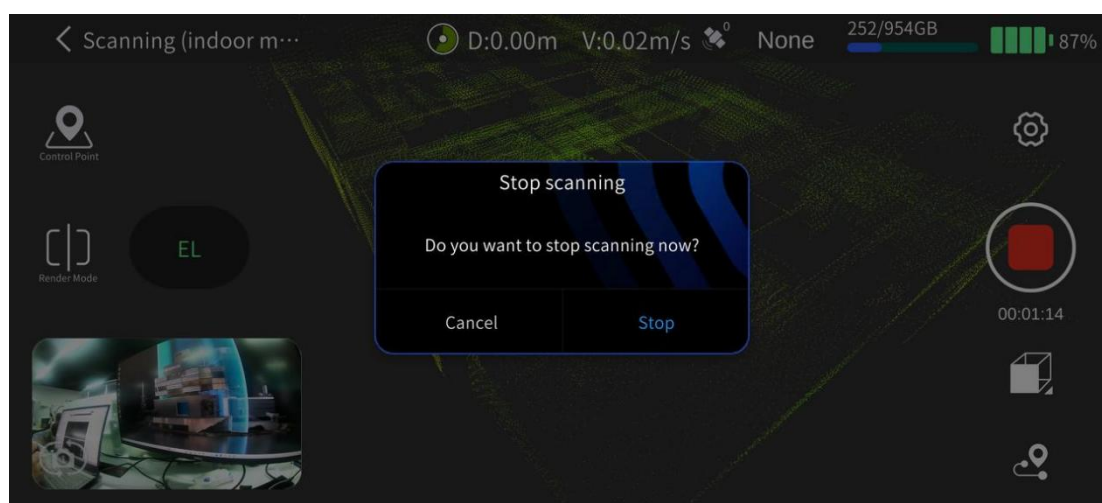 Scanning (indoor m···
D:0.00m
V:0.02m/s
0
None
252/954GB
87%
Control Point
Stop scanning
Do you want to stop scanning now?
Cancel
Stop
Render Mode
EL
00:01:14